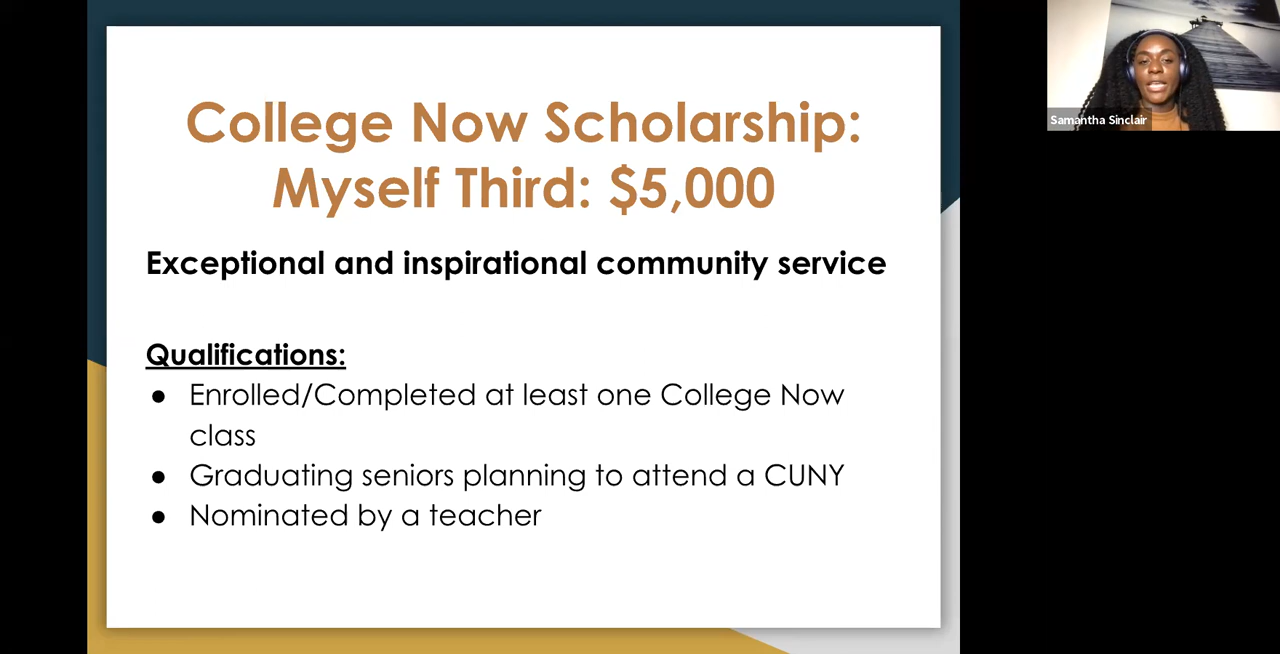 College Now Scholarship:
Myself Third: $5,000
Exceptional and inspirational community service
Qualifications:
● Enrolled/Completed at least one College Now
class
● Graduating seniors planning to attend a CUNY
● Nominated by a teacher
Samantha Sinclair